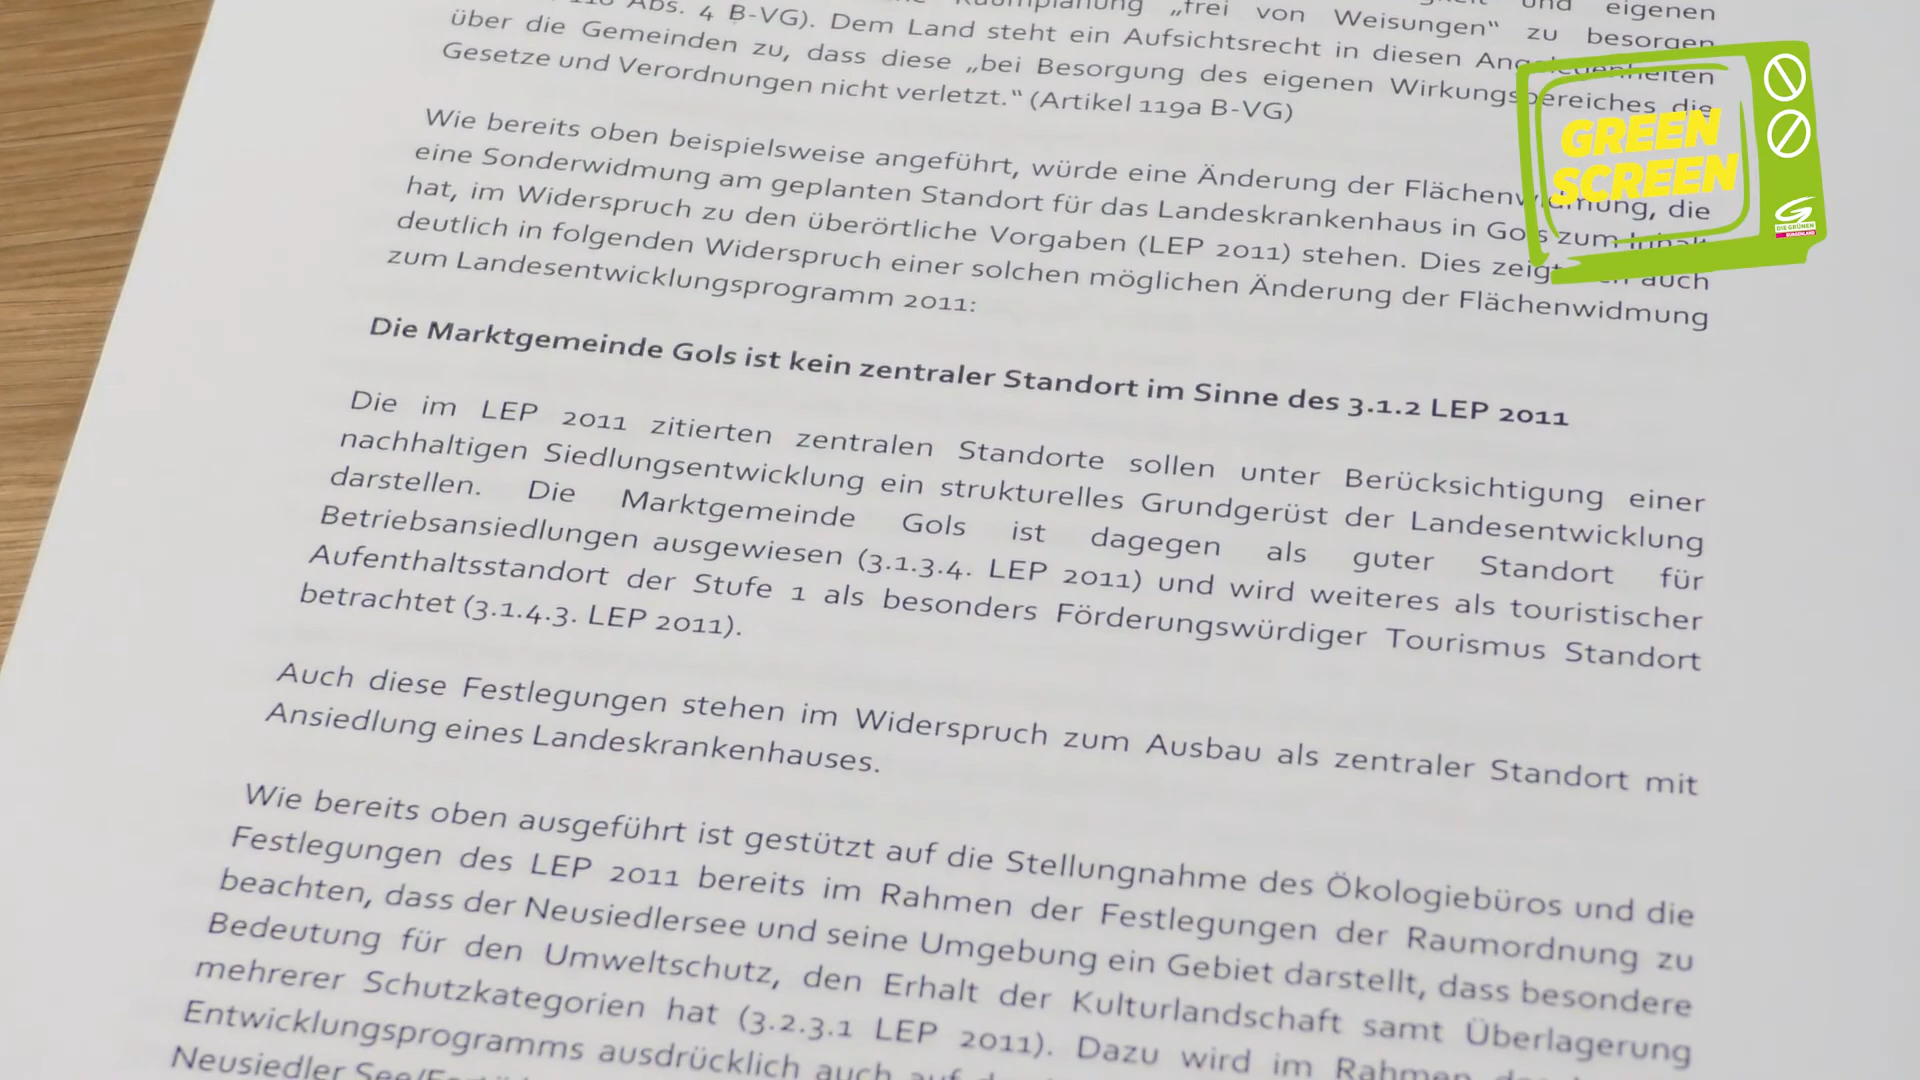 Abs. 4 B-VG). Dem Land steht ein Aufsichtsrecht in diesen
„frei von Weisungen“ zu besorgen
und eigenen
über die Gemeinden zu, dass diese „bei Besorgung des eigenen Wirkungsbereiches die
Gesetze und Verordnungen nicht verletzt.“ (Artikel 119a B-VG)
Wie bereits oben beispielsweise angeführt, würde eine Änderung der Flächenwidmung, die
eine Sonderwidmung am geplanten Standort für das Landeskrankenhaus in Gols zum Inhalt
hat, im Widerspruch zu den überörtliche Vorgaben (LEP 2011) stehen. Dies zeigt auch
deutlich in folgenden Widerspruch einer solchen möglichen Änderung der Flächenwidmung
zum Landesentwicklungsprogramm 2011:
Die Marktgemeinde Gols ist kein zentraler Standort im Sinne des 3.1.2 LEP 2011
Die im LEP 2011 zitierten zentralen Standorte sollen unter Berücksichtigung einer
nachhaltigen Siedlungsentwicklung ein strukturelles Grundgerüst der Landesentwicklung
darstellen. Die Marktgemeinde Gols ist dagegen als guter Standort für
Betriebsansiedlungen ausgewiesen (3.1.3.4. LEP 2011) und wird weiteres als touristischer
Aufenthaltsstandort der Stufe 1 als besonders Förderungswürdiger Tourismus Standort
betrachtet (3.1.4.3. LEP 2011).
Auch diese Festlegungen stehen im Widerspruch zum Ausbau als zentraler Standort mit
Ansiedlung eines Landeskrankenhauses.
Wie bereits oben ausgeführt ist gestützt auf die Stellungnahme des Ökologiebüros und die
Festlegungen des LEP 2011 bereits im Rahmen der Festlegungen der Raumordnung zu
beachten, dass der Neusiedlersee und seine Umgebung ein Gebiet darstellt, dass besondere
Bedeutung für den Umweltschutz, den Erhalt der Kulturlandschaft samt Überlagerung
mehrerer Schutzkategorien hat (3.2.3.1 LEP 2011). Dazu wird im Rahmen
Entwicklungsprogramms ausdrücklich auch auf
Neusiedler
GREEN
SCREEN
DIE GRÜNEN
BURGENLAND